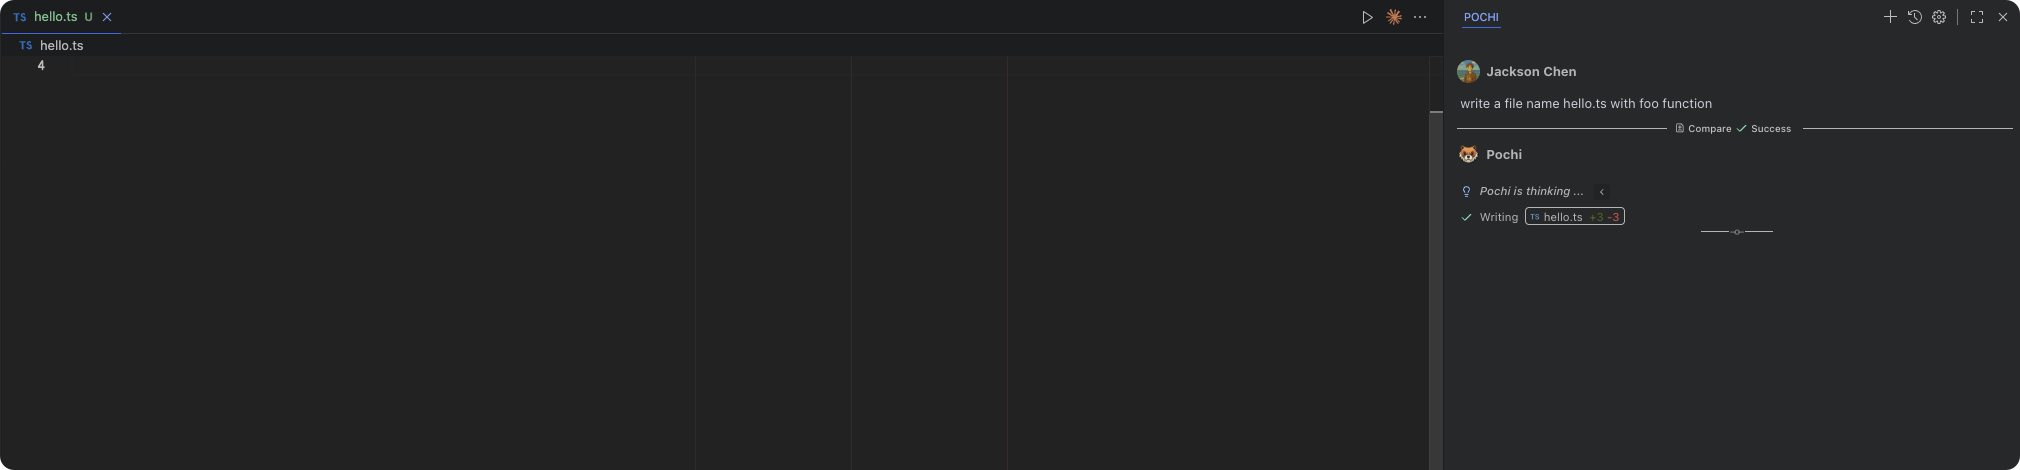 TS hello.ts U
TS hello.ts
4
POCHI
Jackson Chen
write a file name hello.ts with foo function
Compare Success
Pochi
Pochi is thinking ...
Writing TS hello.ts +3 -3